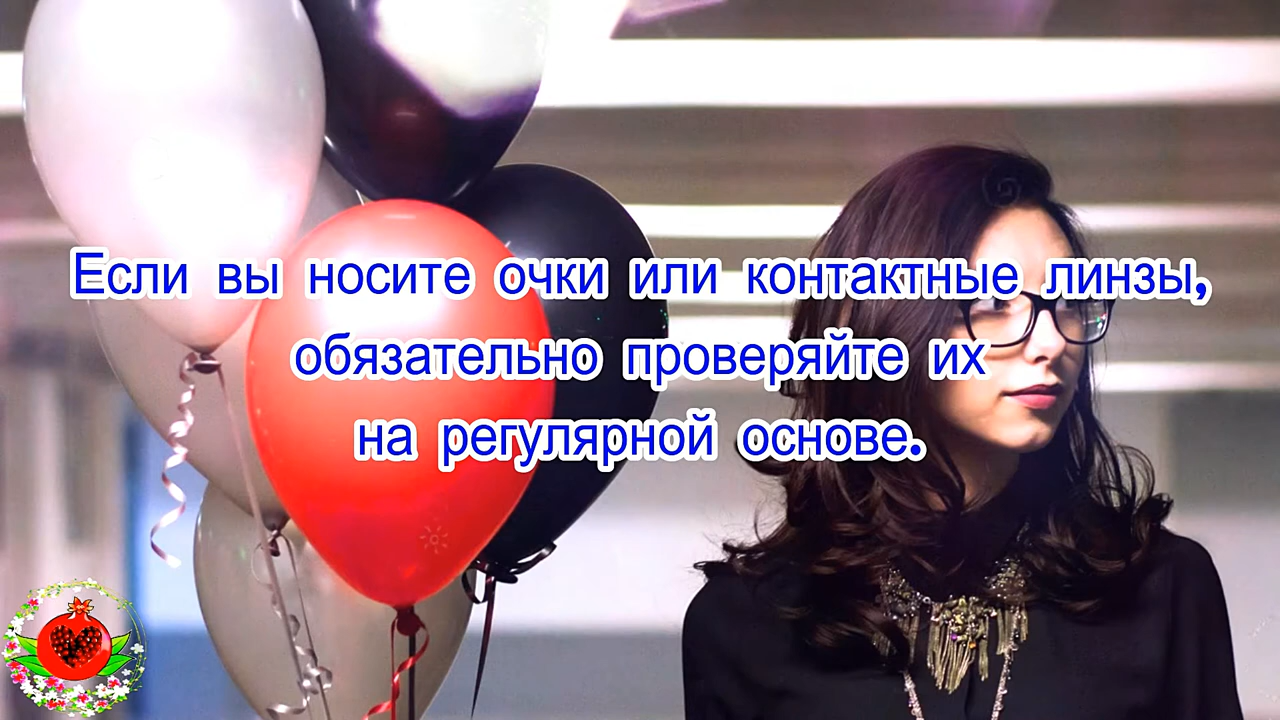 Если вы носите очки или контактные линзы,
обязательно проверяйте их
на регулярной основе.